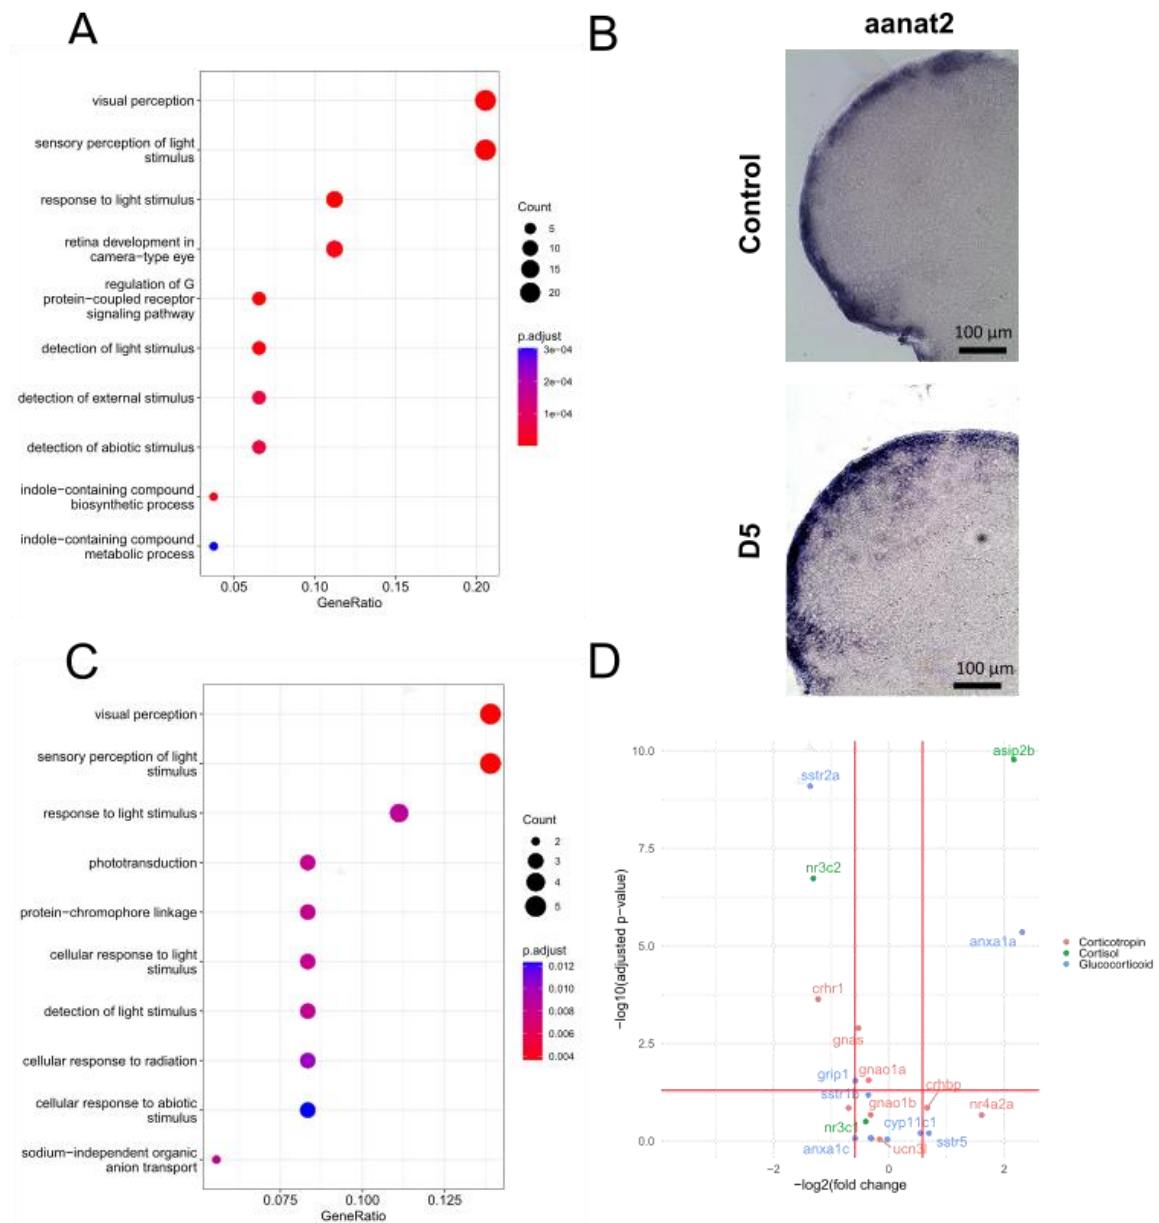 A
visual perception
sensory perception of light
stimulus
response to light stimulus
retina development in
camera-type eye
regulation of G
protein-coupled receptor
signaling pathway
detection of light stimulus
detection of external stimulus
detection of abiotic stimulus
indole-containing compound
biosynthetic process
indole-containing compound
metabolic process
0.05 0.10 0.15 0.20
GeneRatio
Count
5
10
15
20
p.adjust
3e-04
2e-04
1e-04
B
aanat2
Control
100 µm
D5
100 µm
C
visual perception
sensory perception of light
stimulus
response to light stimulus
phototransduction
protein-chromophore linkage
cellular response to light
stimulus
detection of light stimulus
cellular response to radiation
cellular response to abiotic
stimulus
sodium-independent organic
anion transport
0.075 0.100 0.125
GeneRatio
Count
2
3
4
5
p.adjust
0.012
0.010
0.008
0.006
0.004
D
-log10(adjusted p-value)
10.0
7.5
5.0
2.5
0.0
asip2b
sstr2a
nr3c2
anxa1a
crhr1
gnas
grip1 gnao1a
crhbp
sstr1b
gnao1b nr4a2a
nr3c1 cyp11c1
anxa1c ucn3l sstr5
-2 0 2
-log2(fold change
Corticotropin
Cortisol
Glucocorticoid